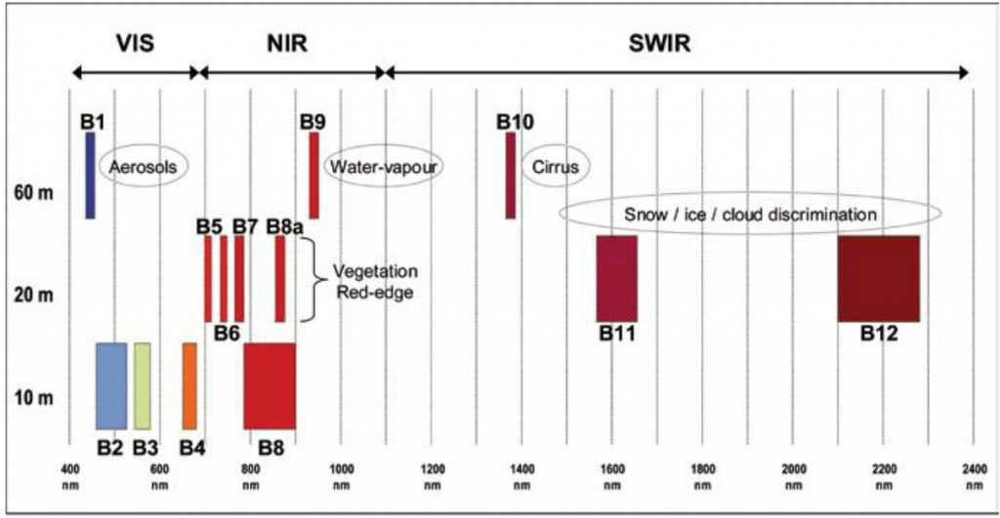 VIS NIR SWIR
B1 B9 B10
Aerosols Water-vapour Cirrus
60 m
Snow / ice / cloud discrimination
B5 B7 B8a
Vegetation
Red-edge
20 m
B6 B11 B12
10 m
B2 B3 B4 B8
400 600 800 1000 1200 1400 1600 1800 2000 2200 2400
nm nm nm nm nm nm nm nm nm nm nm